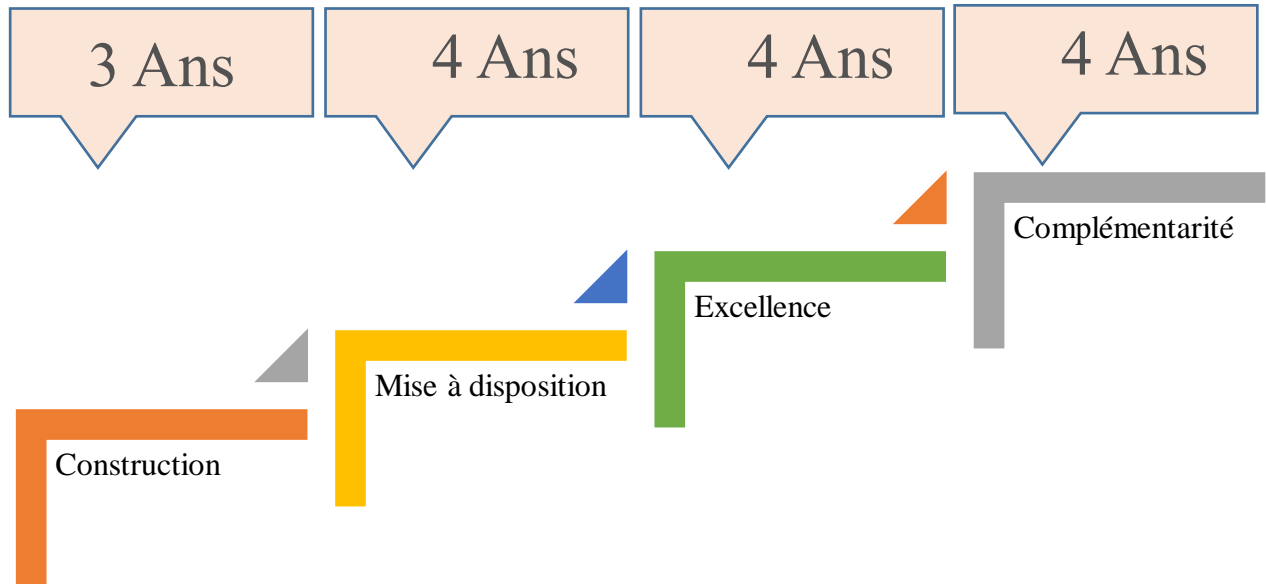 3 Ans
4 Ans
4 Ans
4 Ans
Complémentarité
Excellence
Mise à disposition
Construction